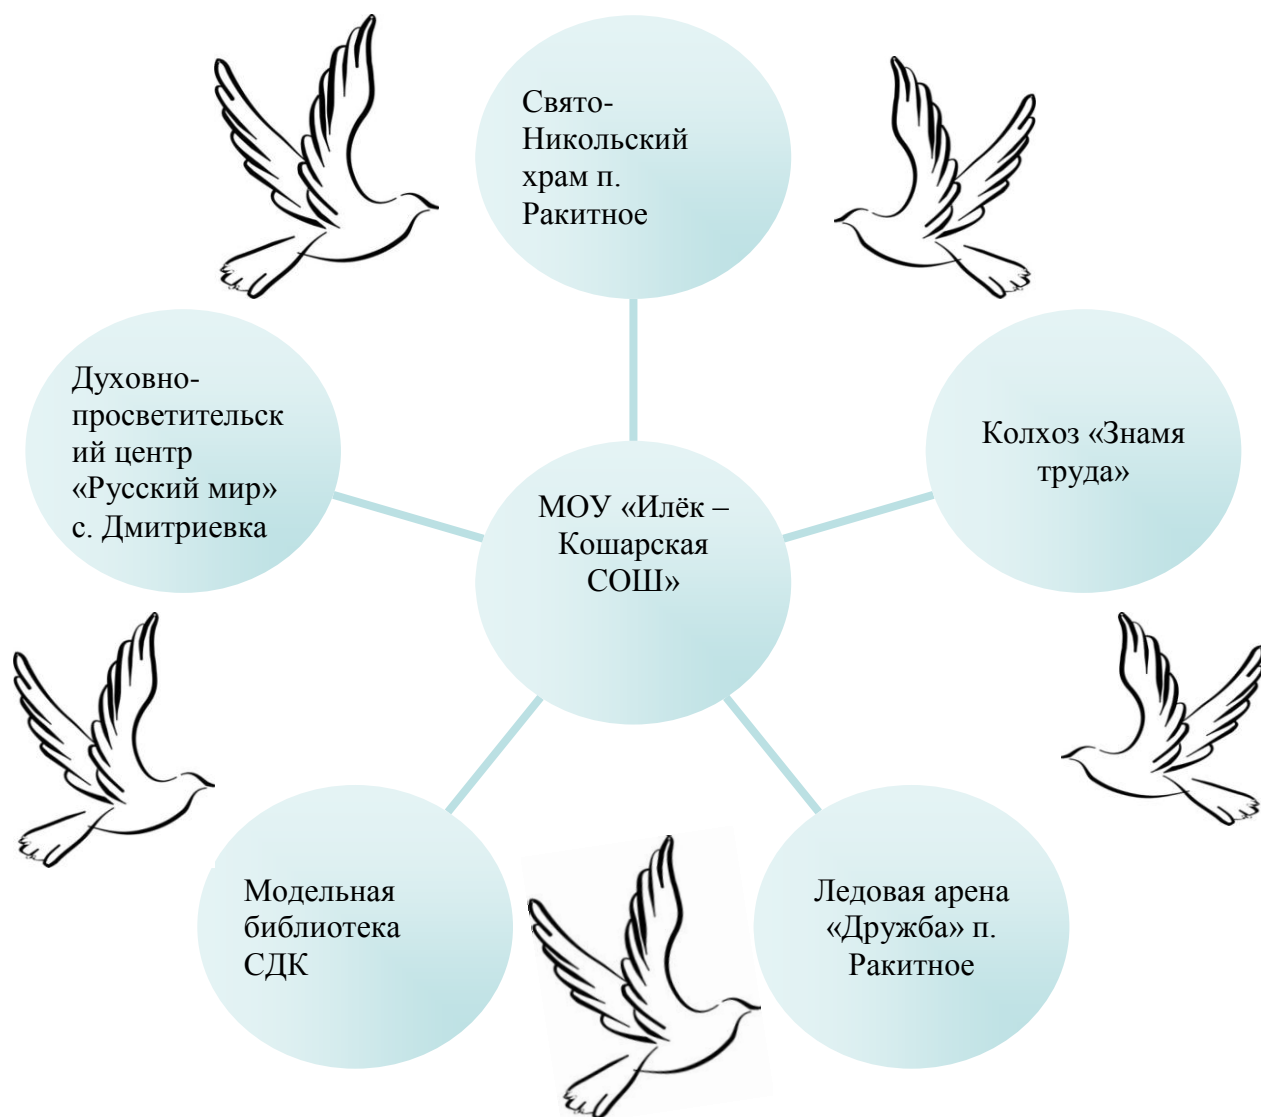 Свято-
Никольский
храм п.
Ракитное
Духовно-
просветительск
ий центр
«Русский мир»
с. Дмитриевка
Колхоз «Знамя
труда»
МОУ «Илёк –
Кошарская
СОШ»
Модельная
библиотека
СДК
Ледовая арена
«Дружба» п.
Ракитное